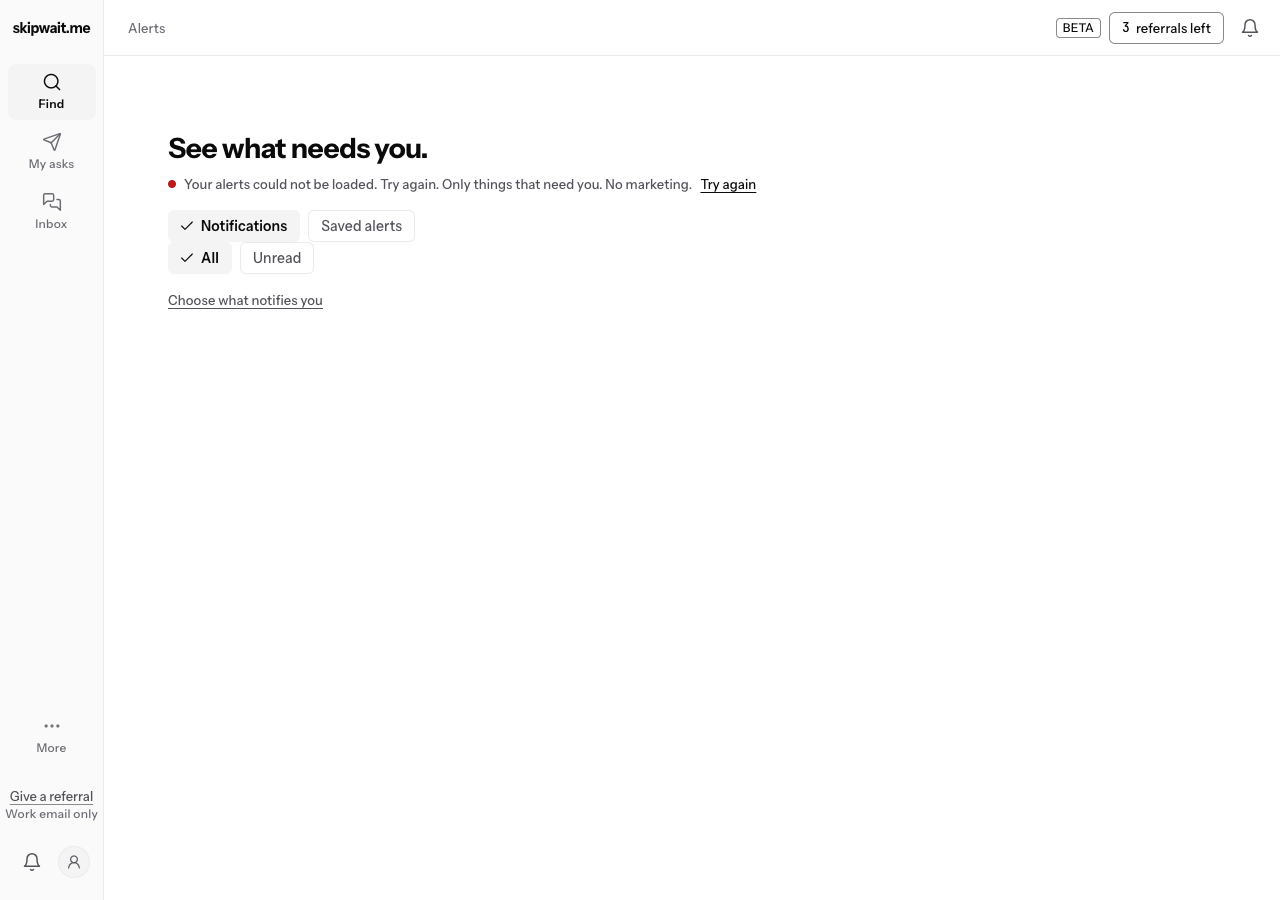 skipwait.me
Alerts
BETA
3 referrals left
Find
My asks
Inbox
See what needs you.
Your alerts could not be loaded. Try again. Only things that need you. No marketing. Try again
Notifications
Saved alerts
All
Unread
Choose what notifies you
More
Give a referral
Work email only